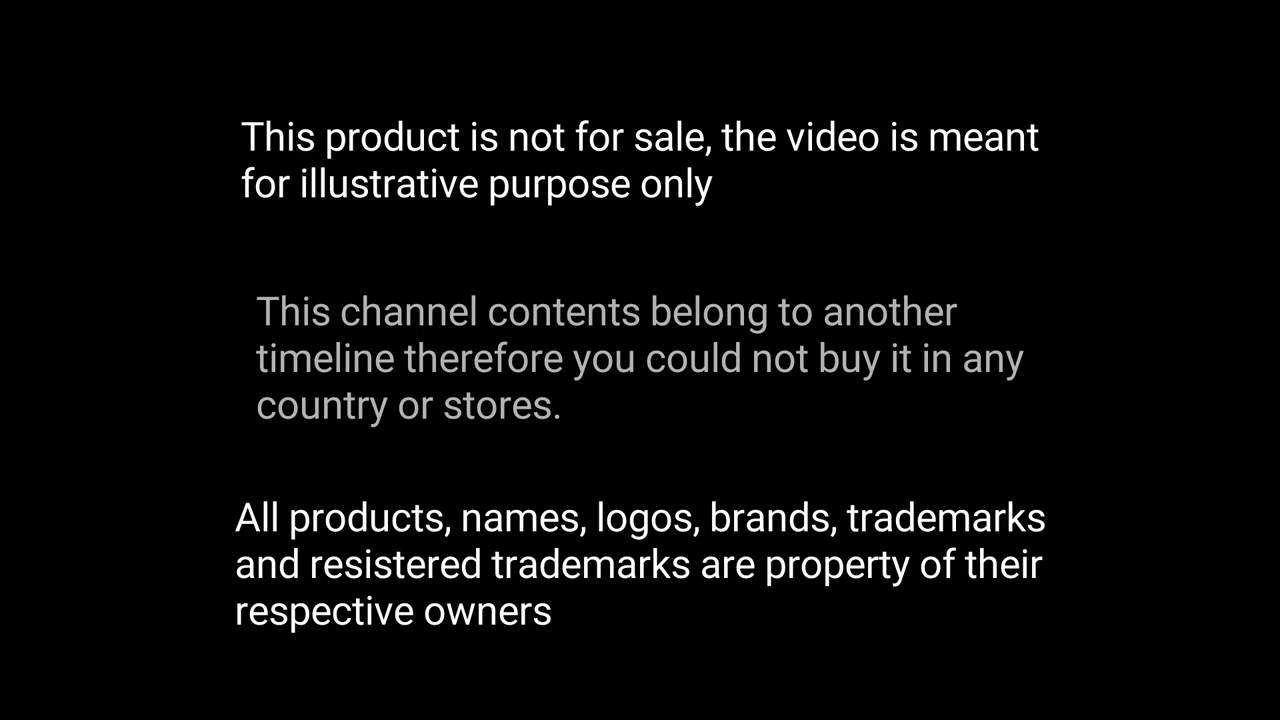 This product is not for sale, the video is meant
for illustrative purpose only
This channel contents belong to another
timeline therefore you could not buy it in any
country or stores.
All products, names, logos, brands, trademarks
and resistered trademarks are property of their
respective owners